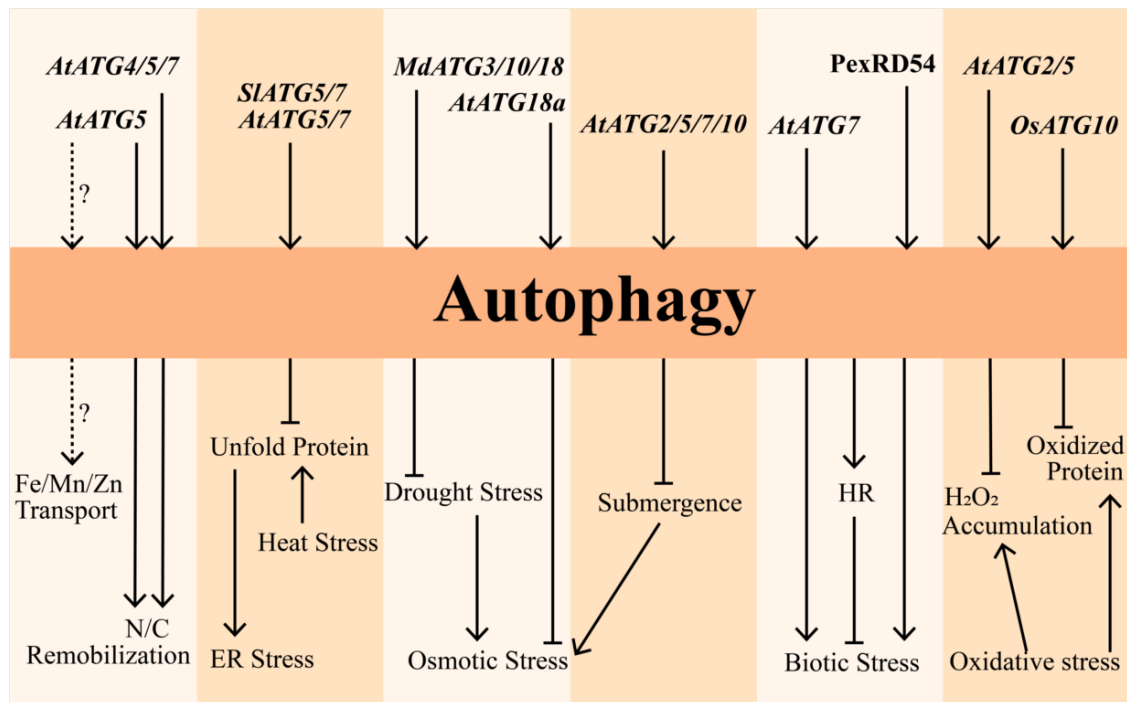 AtATG4/5/7
AtATG5
?
SlATG5/7
AtATG5/7
MdATG3/10/18
AtATG18a
AtATG2/5/7/10
PexRD54
AtATG7
AtATG2/5
OsATG10
Autophagy
?
Fe/Mn/Zn
Transport
N/C
Remobilization
Unfold Protein
Heat Stress
ER Stress
Drought Stress
Osmotic Stress
Submergence
HR
Biotic Stress
Oxidized
Protein
H₂O₂
Accumulation
Oxidative stress